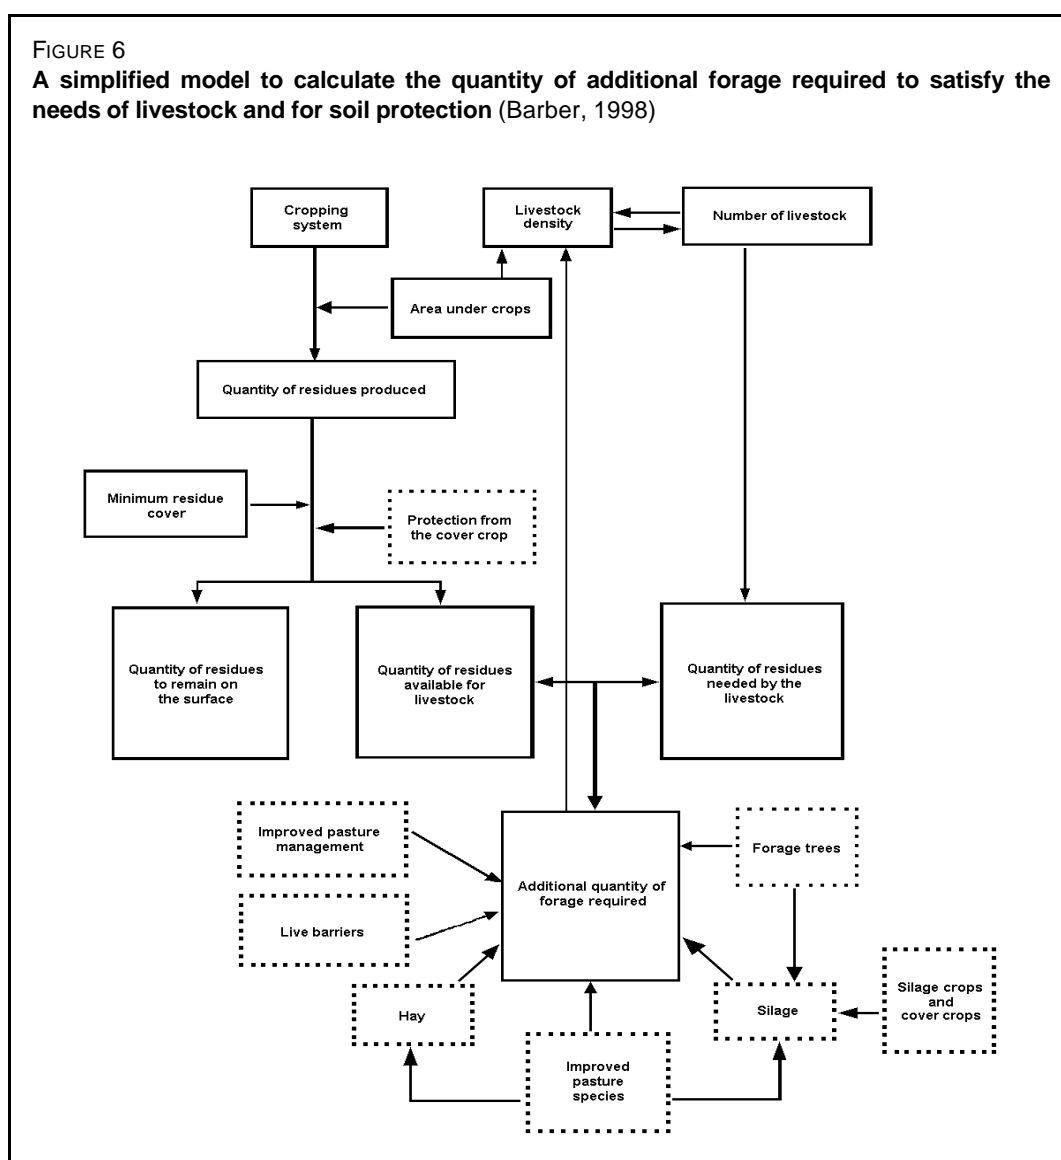 FIGURE 6
A simplified model to calculate the quantity of additional forage required to satisfy the
needs of livestock and for soil protection (Barber, 1998)
Cropping
system
Livestock
density
Number of livestock
Area under crops
Quantity of residues produced
Minimum residue
cover
Protection from
the cover crop
Quantity of residues
to remain on
the surface
Quantity of residues
available for
livestock
Quantity of residues
needed by the
livestock
Improved pasture
management
Additional quantity of
forage required
Forage trees
Live barriers
Hay
Silage
Silage crops
and
cover crops
Improved
pasture
species